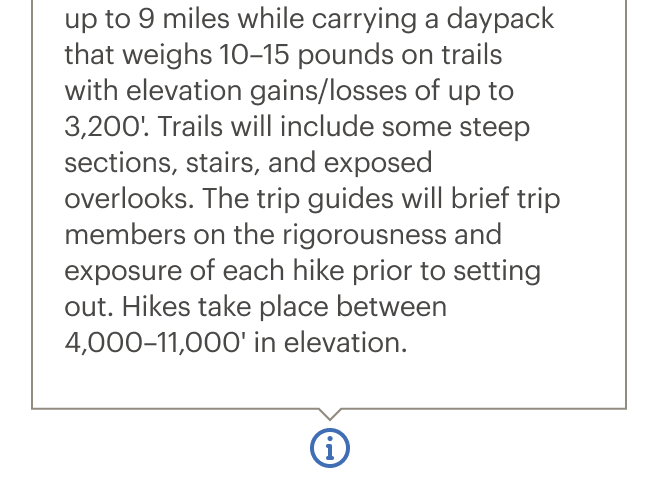 up to 9 miles while carrying a daypack
that weighs 10–15 pounds on trails
with elevation gains/losses of up to
3,200'. Trails will include some steep
sections, stairs, and exposed
overlooks. The trip guides will brief trip
members on the rigorousness and
exposure of each hike prior to setting
out. Hikes take place between
4,000–11,000' in elevation.